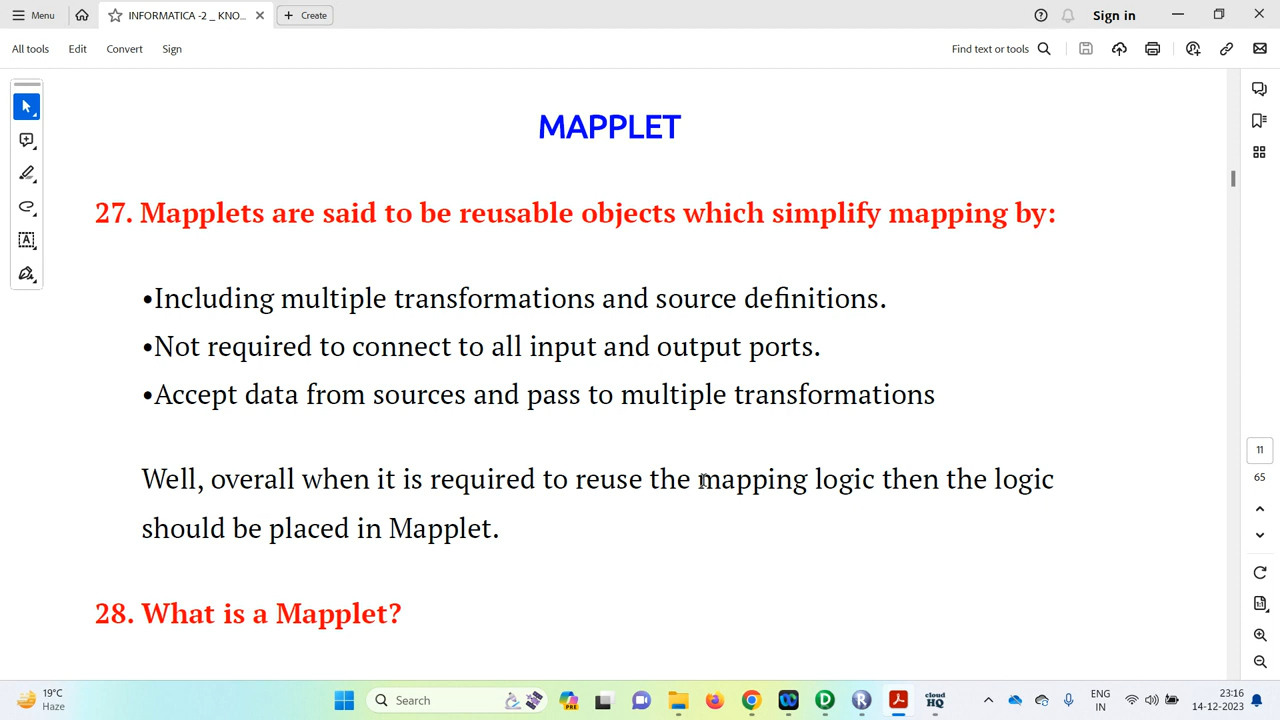 Menu
INFORMATICA -2 _ KNO...
Create
Sign in
All tools
Edit
Convert
Sign
Find text or tools
MAPPLET
27. Mapplets are said to be reusable objects which simplify mapping by:
•Including multiple transformations and source definitions.
•Not required to connect to all input and output ports.
•Accept data from sources and pass to multiple transformations
Well, overall when it is required to reuse the mapping logic then the logic
should be placed in Mapplet.
28. What is a Mapplet?
11
65
19°C
Haze
Search
PRE
cloud
HQ
ENG
IN
23:16
14-12-2023